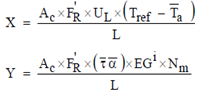 X = A_c×F'_R×U_L×(T_ref − T̅_a) / L
Y = A_c×F'_R×(τ̅α̅)×EG^i×N_m / L